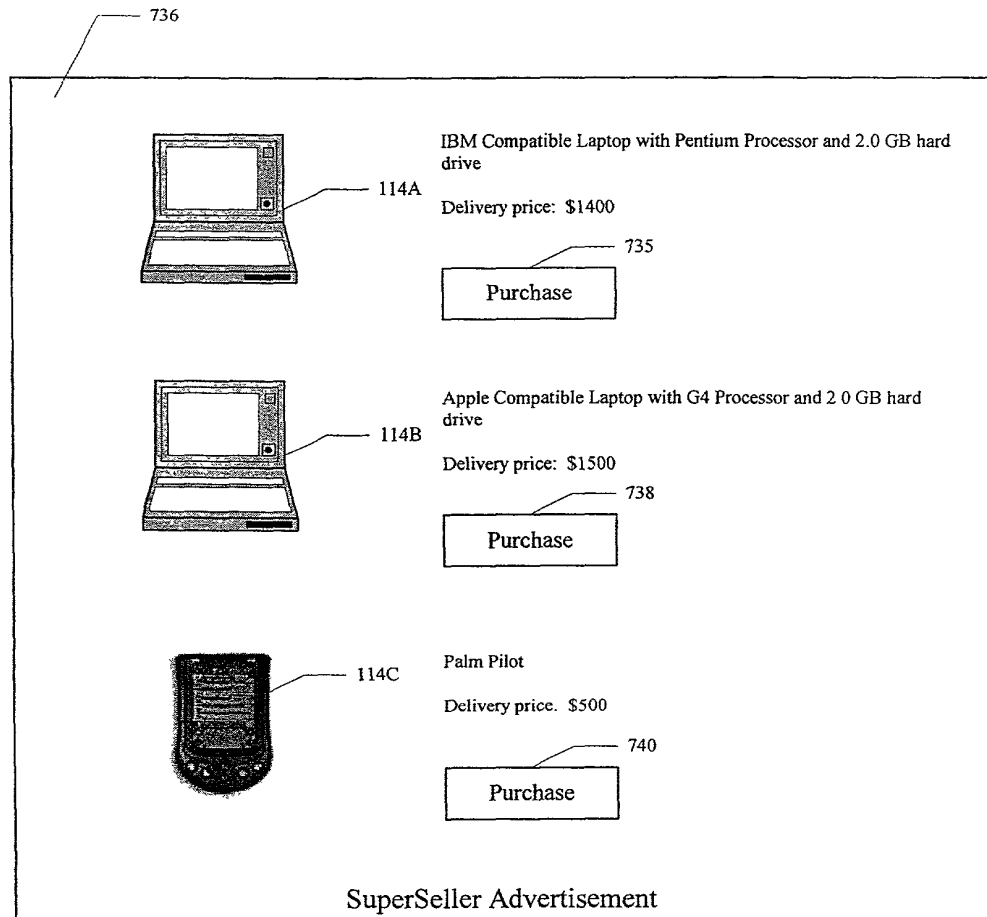 736
IBM Compatible Laptop with Pentium Processor and 2.0 GB hard
drive
114A
Delivery price: $1400
735
Purchase
Apple Compatible Laptop with G4 Processor and 2 0 GB hard
drive
114B
Delivery price: $1500
738
Purchase
Palm Pilot
114C
Delivery price. $500
740
Purchase
SuperSeller Advertisement